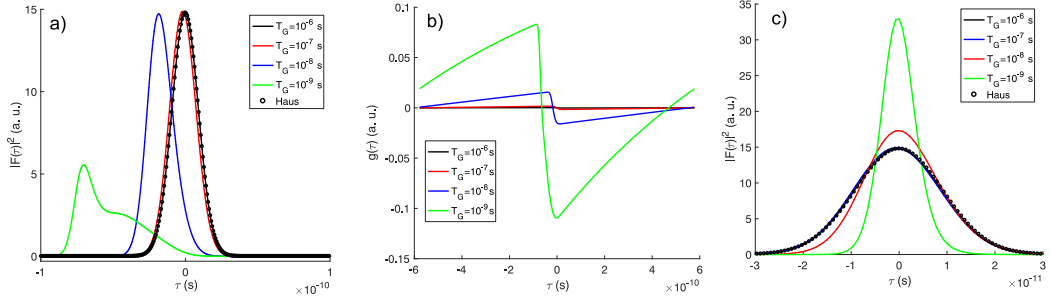 a)
15
10
5
0
|F(τ)|² (a. u.)
T_G=10⁻⁶ s
T_G=10⁻⁷ s
T_G=10⁻⁸ s
T_G=10⁻⁹ s
Haus
-1
0
1
τ (s)
×10⁻¹⁰
b)
0.1
0.05
0
-0.05
-0.1
-0.15
g(τ) (a. u.)
T_G=10⁻⁶ s
T_G=10⁻⁷ s
T_G=10⁻⁸ s
T_G=10⁻⁹ s
-6
-4
-2
0
2
4
6
τ (s)
×10⁻¹⁰
c)
35
30
25
20
15
10
5
0
|F(τ)|² (a. u.)
T_G=10⁻⁶ s
T_G=10⁻⁷ s
T_G=10⁻⁸ s
T_G=10⁻⁹ s
Haus
-3
-2
-1
0
1
2
3
τ (s)
×10⁻¹¹